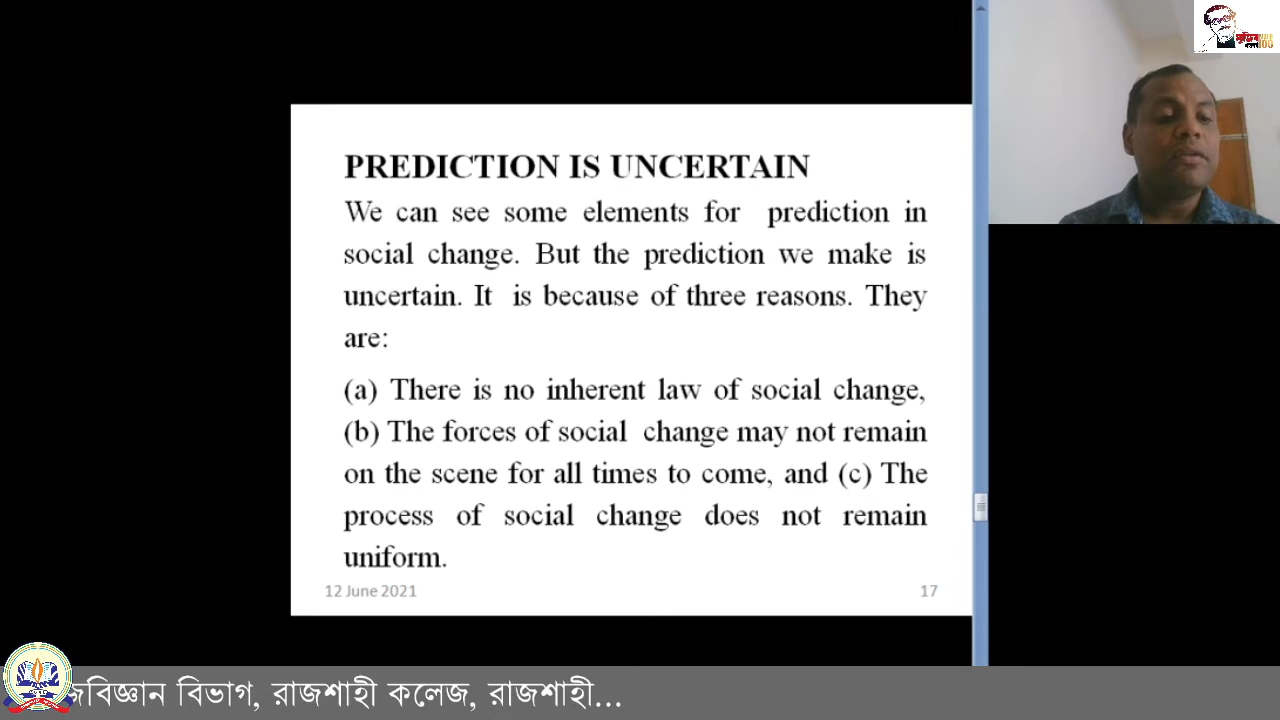 PREDICTION IS UNCERTAIN
We can see some elements for prediction in
social change. But the prediction we make is
uncertain. It is because of three reasons. They
are:
(a) There is no inherent law of social change,
(b) The forces of social change may not remain
on the scene for all times to come, and (c) The
process of social change does not remain
uniform.
12 June 2021
17
জবিজ্ঞান বিভাগ, রাজশাহী কলেজ, রাজশাহী...